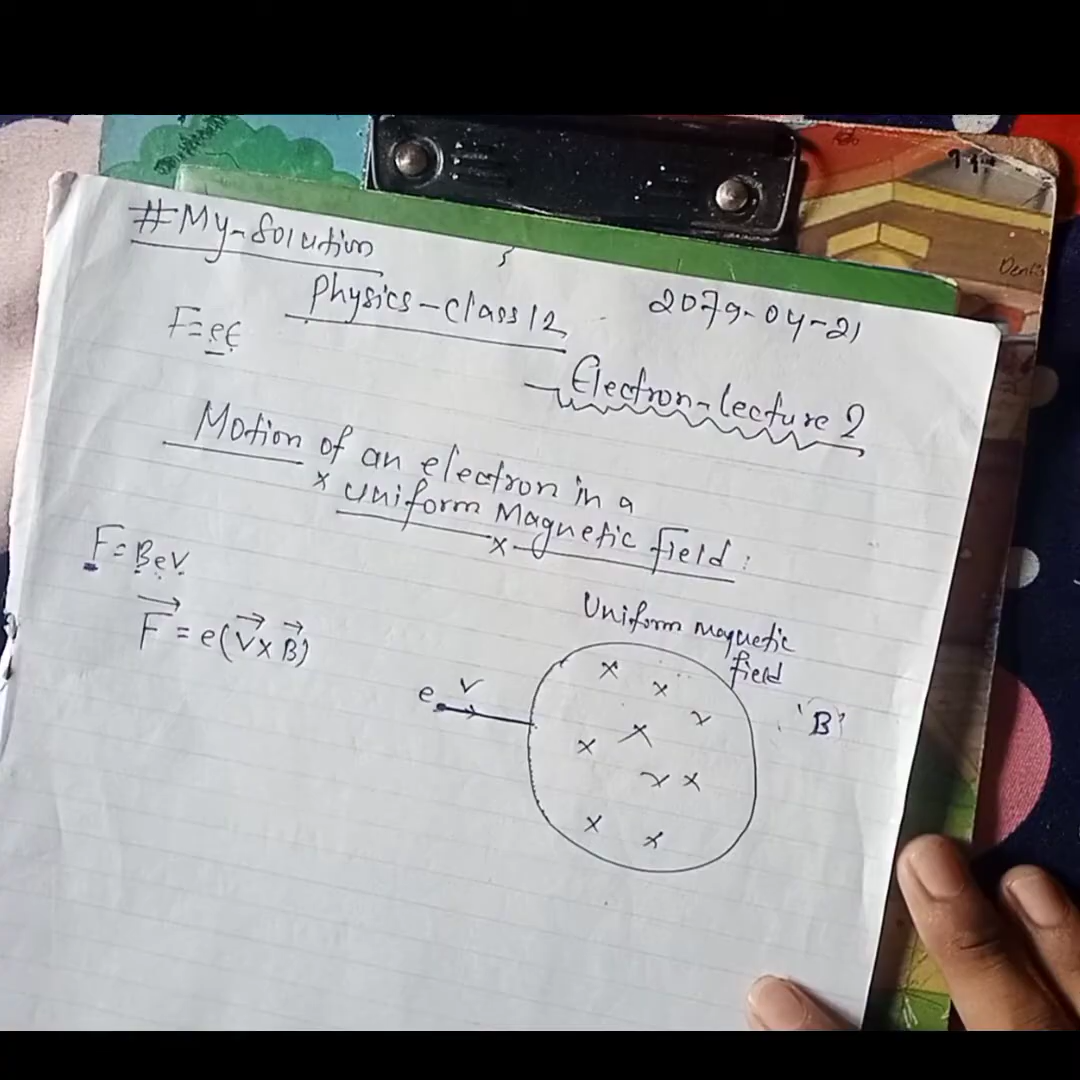 #My-Solution
Physics-class 12
2079-04-21
F=eE
Electron-lecture 2
Motion of an electron in a
Uniform Magnetic field:
F=BeV
F = e(V×B)
Uniform magnetic
field
e V
'B'
x x
x
x x
x x
x x